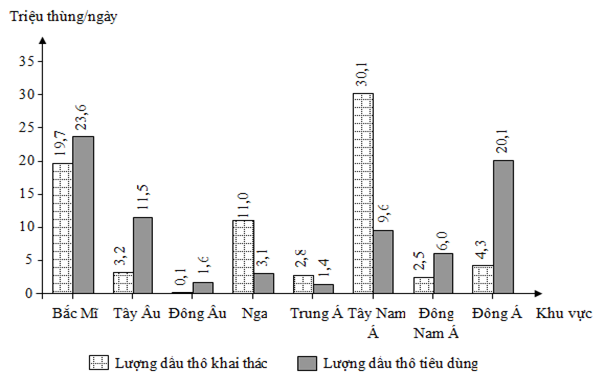 Triệu thùng/ngày
35
30
25
20
15
10
5
0
19,7
23,6
3,2
11,5
0,1
1,6
11,0
3,1
2,8
1,4
30,1
9,6
2,5
6,0
4,3
20,1
Bắc Mĩ
Tây Âu
Đông Âu
Nga
Trung Á
Tây Nam
Á
Đông
Nam Á
Đông Á
Khu vực
Lượng dầu thô khai thác
Lượng dầu thô tiêu dùng